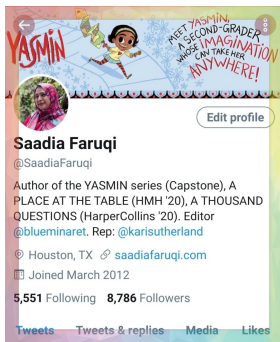 YASMIN
MEET YASMIN,
A SECOND-GRADER
WHOSE IMAGINATION
CAN TAKE HER
ANYWHERE!
Edit profile
Saadia Faruqi
@SaadiaFaruqi
Author of the YASMIN series (Capstone), A
PLACE AT THE TABLE (HMH '20), A THOUSAND
QUESTIONS (HarperCollins '20). Editor
@blueminaret. Rep: @karisutherland
Houston, TX saadiafaruqi.com
Joined March 2012
5,551 Following 8,786 Followers
Tweets Tweets & replies Media Likes